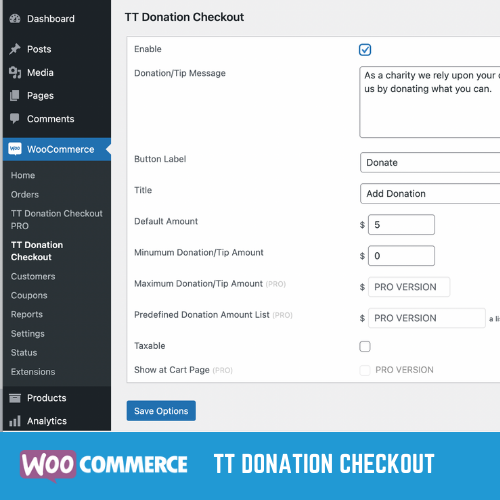 Dashboard
Posts
Media
Pages
Comments
WOO WooCommerce
Home
Orders
TT Donation Checkout
PRO
TT Donation
Checkout
Customers
Coupons
Reports
Settings
Status
Extensions
Products
Analytics
TT Donation Checkout
Enable
Donation/Tip Message
As a charity we rely upon your
us by donating what you can.
Button Label
Donate
Title
Add Donation
Default Amount
$ 5
Minumum Donation/Tip Amount
$ 0
Maximum Donation/Tip Amount (PRO)
$ PRO VERSION
Predefined Donation Amount List (PRO)
$ PRO VERSION a li
Taxable
Show at Cart Page (PRO)
PRO VERSION
Save Options
WOO COMMERCE TT DONATION CHECKOUT